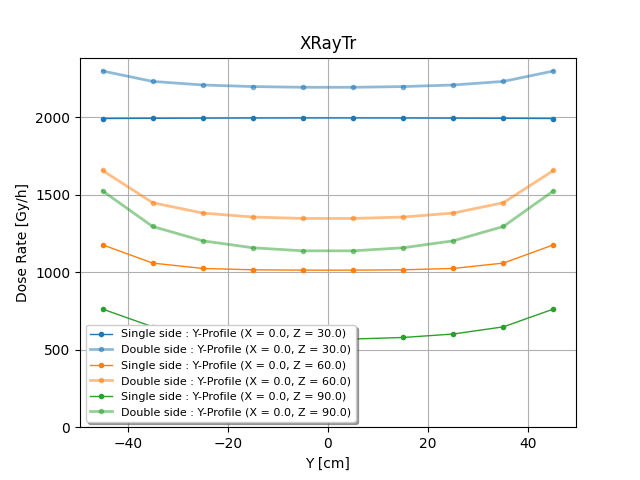 XRayTr
Dose Rate [Gy/h]
2000
1500
1000
500
0
Single side : Y-Profile (X = 0.0, Z = 30.0)
Double side : Y-Profile (X = 0.0, Z = 30.0)
Single side : Y-Profile (X = 0.0, Z = 60.0)
Double side : Y-Profile (X = 0.0, Z = 60.0)
Single side : Y-Profile (X = 0.0, Z = 90.0)
Double side : Y-Profile (X = 0.0, Z = 90.0)
−40 −20 0 20 40
Y [cm]